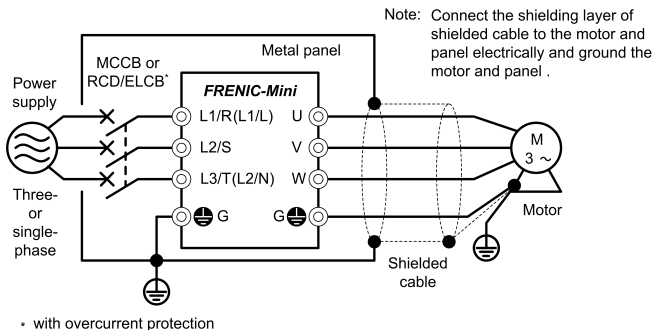 Note: Connect the shielding layer of
shielded cable to the motor and
panel electrically and ground the
motor and panel .
Metal panel
MCCB or
RCD/ELCB*
Power
supply
FRENIC-Mini
L1/R(L1/L) U
L2/S V
L3/T(L2/N) W
G G
M
3 ~
Motor
Three-
or
single-
phase
Shielded
cable
* with overcurrent protection